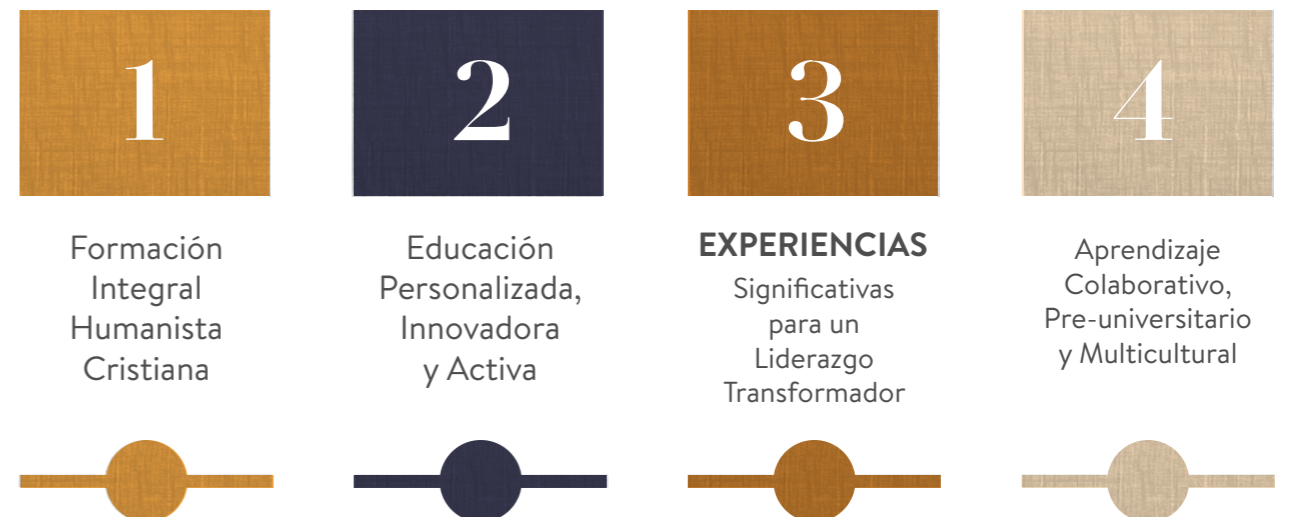 1
Formación
Integral
Humanista
Cristiana
2
Educación
Personalizada,
Innovadora
y Activa
3
EXPERIENCIAS
Significativas
para un
Liderazgo
Transformador
4
Aprendizaje
Colaborativo,
Pre-universitario
y Multicultural